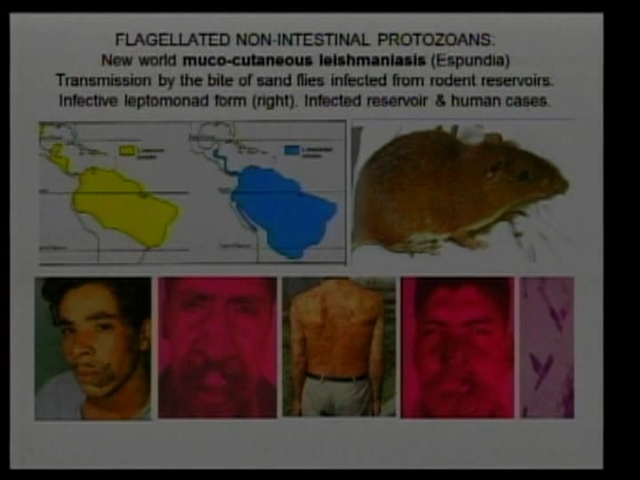 FLAGELLATED NON-INTESTINAL PROTOZOANS:
New world muco-cutaneous leishmaniasis (Espundia)
Transmission by the bite of sand flies infected from rodent reservoirs.
Infective leptomonad form (right). Infected reservoir & human cases.